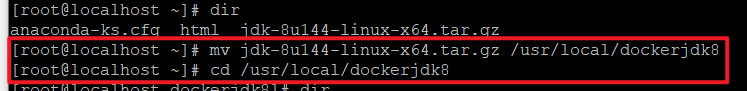 [root@localhost ~]# dir
anaconda-ks.cfg  html  jdk-8u144-linux-x64.tar.gz
[root@localhost ~]# mv jdk-8u144-linux-x64.tar.gz /usr/local/dockerjdk8
[root@localhost ~]# cd /usr/local/dockerjdk8
[root@localhost dockerjdk8]# dir